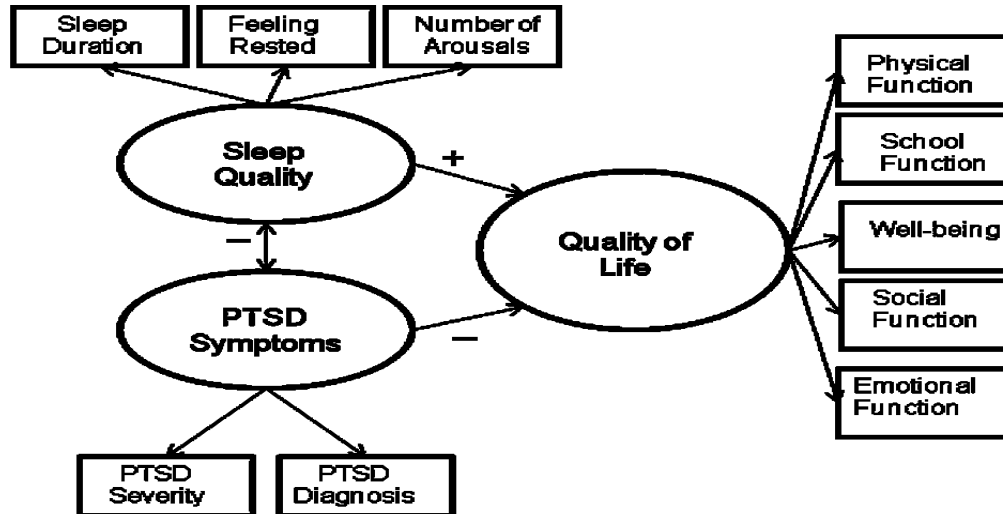 Sleep
Duration
Feeling
Rested
Number of
Arousals
Physical
Function
School
Function
Sleep
Quality
+
Well-being
Quality of
Life
–
Social
Function
PTSD
Symptoms
–
Emotional
Function
PTSD
Severity
PTSD
Diagnosis